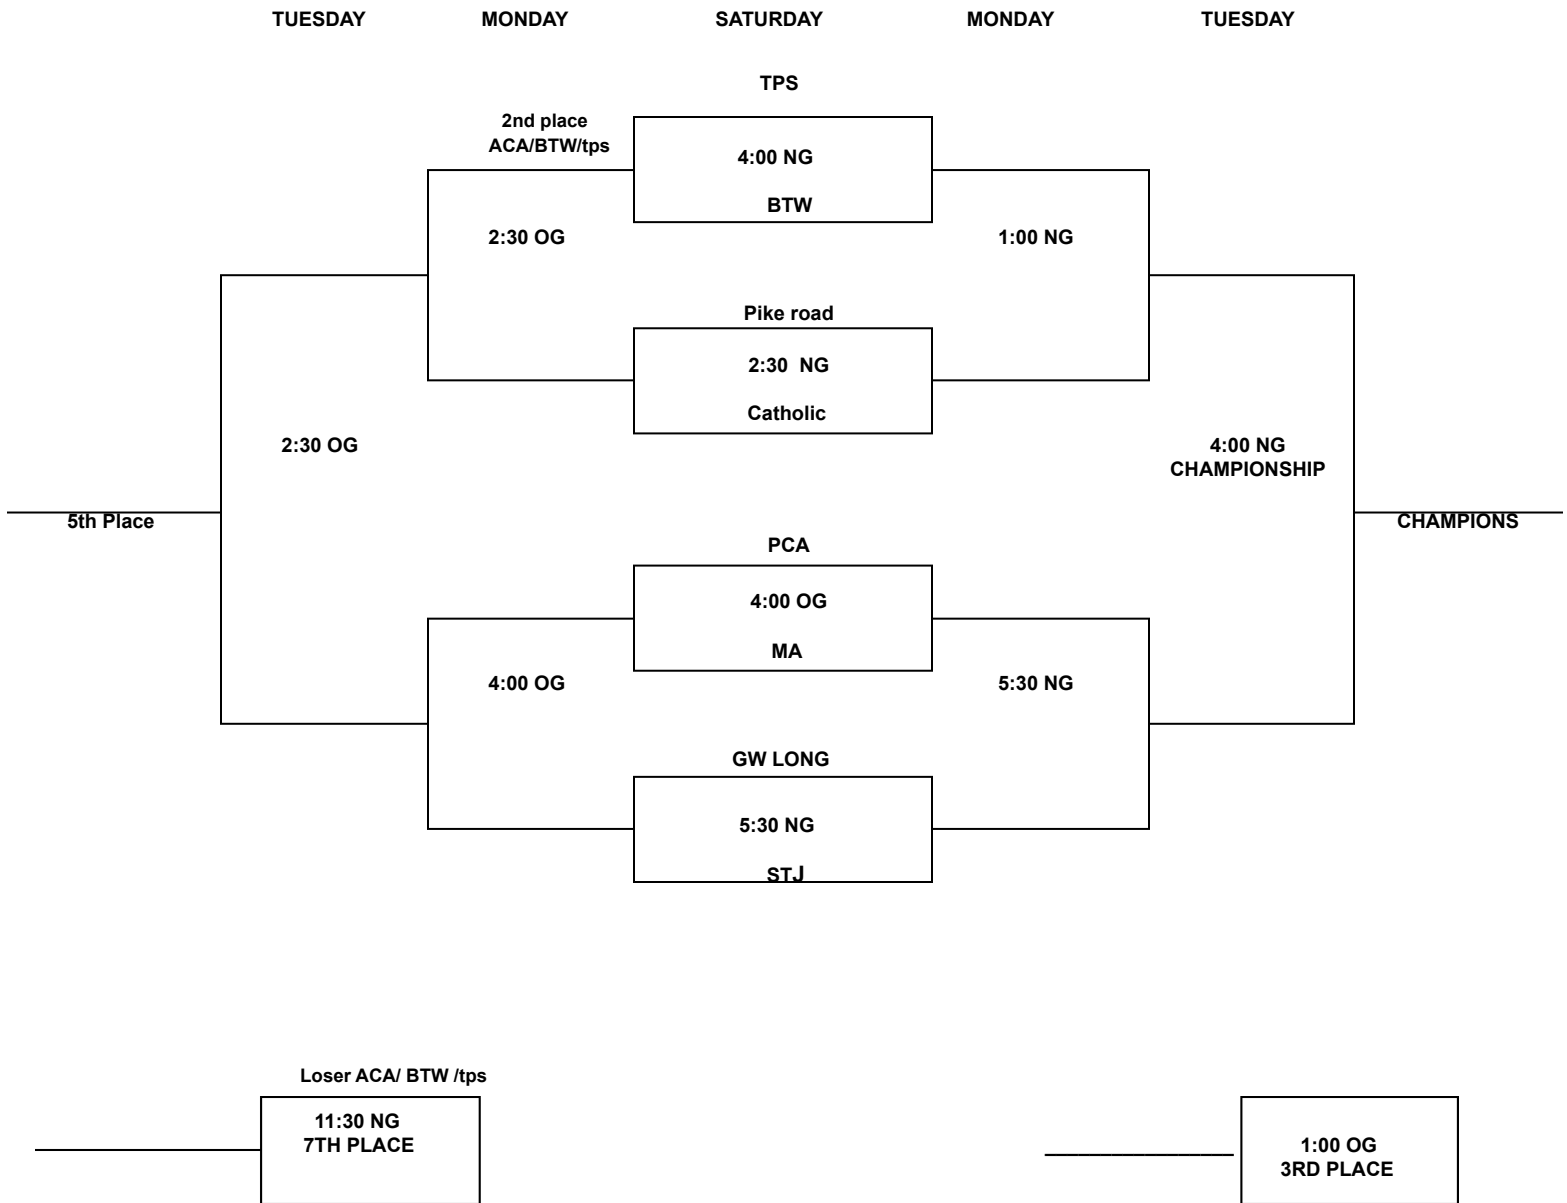 TUESDAY MONDAY SATURDAY MONDAY TUESDAY
TPS
2nd place
ACA/BTW/tps
4:00 NG
BTW
2:30 OG
1:00 NG
Pike road
2:30 NG
Catholic
2:30 OG
4:00 NG
CHAMPIONSHIP
5th Place
CHAMPIONS
PCA
4:00 OG
MA
4:00 OG
5:30 NG
GW LONG
5:30 NG
STJ
Loser ACA/ BTW /tps
11:30 NG
7TH PLACE
1:00 OG
3RD PLACE